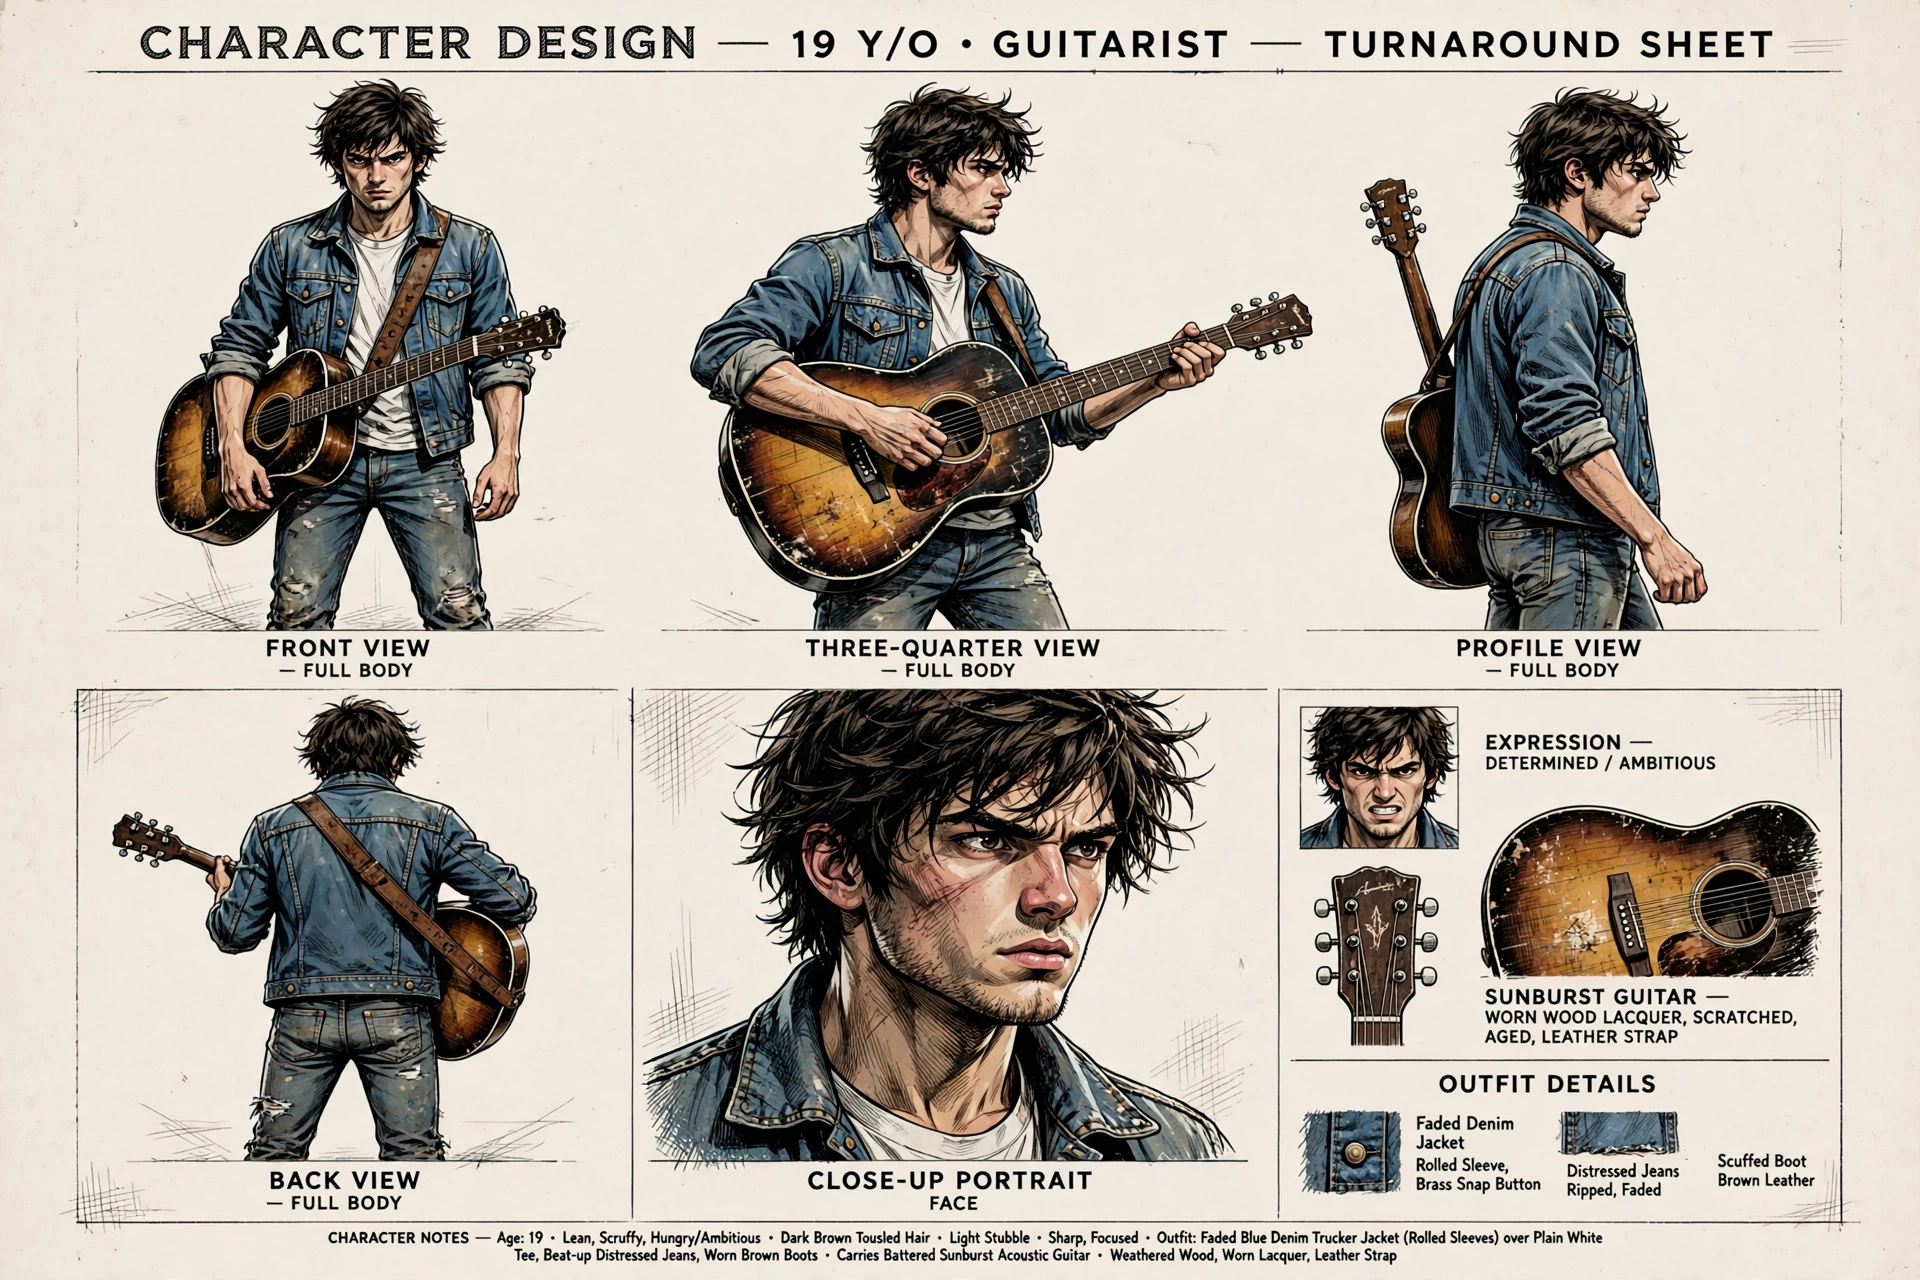 CHARACTER DESIGN — 19 Y/O • GUITARIST — TURNAROUND SHEET
FRONT VIEW
— FULL BODY
THREE-QUARTER VIEW
— FULL BODY
PROFILE VIEW
— FULL BODY
BACK VIEW
— FULL BODY
CLOSE-UP PORTRAIT
FACE
EXPRESSION —
DETERMINED / AMBITIOUS
SUNBURST GUITAR —
WORN WOOD LACQUER, SCRATCHED,
AGED, LEATHER STRAP
OUTFIT DETAILS
Faded Denim
Jacket
Rolled Sleeve,
Brass Snap Button
Distressed Jeans
Ripped, Faded
Scuffed Boot
Brown Leather
CHARACTER NOTES — Age: 19 • Lean, Scruffy, Hungry/Ambitious • Dark Brown Tousled Hair • Light Stubble • Sharp, Focused • Outfit: Faded Blue Denim Trucker Jacket (Rolled Sleeves) over Plain White
Tee, Beat-up Distressed Jeans, Worn Brown Boots • Carries Battered Sunburst Acoustic Guitar • Weathered Wood, Worn Lacquer, Leather Strap